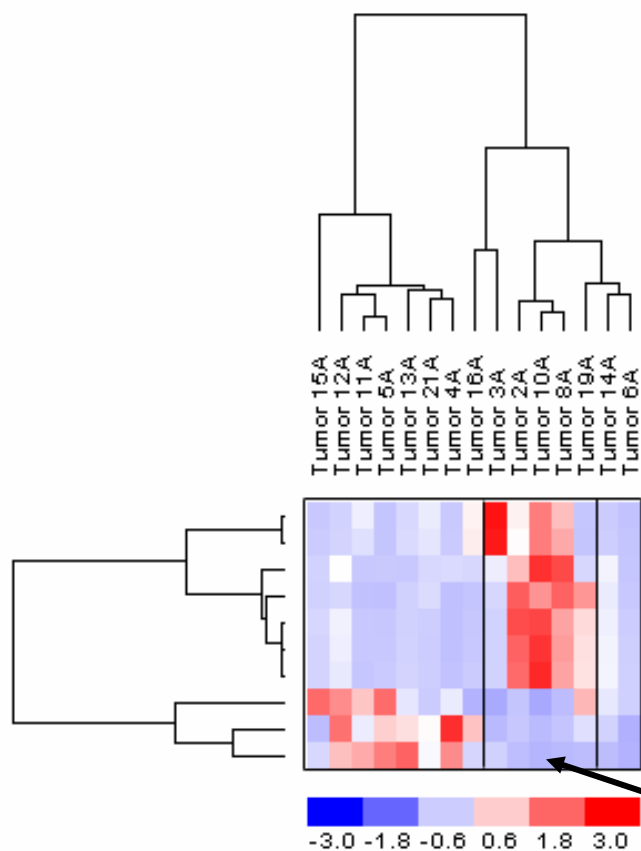 Tumor 15A
Tumor 12A
Tumor 11A
Tumor 5A
Tumor 13A
Tumor 21A
Tumor 4A
Tumor 16A
Tumor 3A
Tumor 2A
Tumor 10A
Tumor 8A
Tumor 19A
Tumor 14A
Tumor 6A
-3.0 -1.8 -0.6 0.6 1.8 3.0